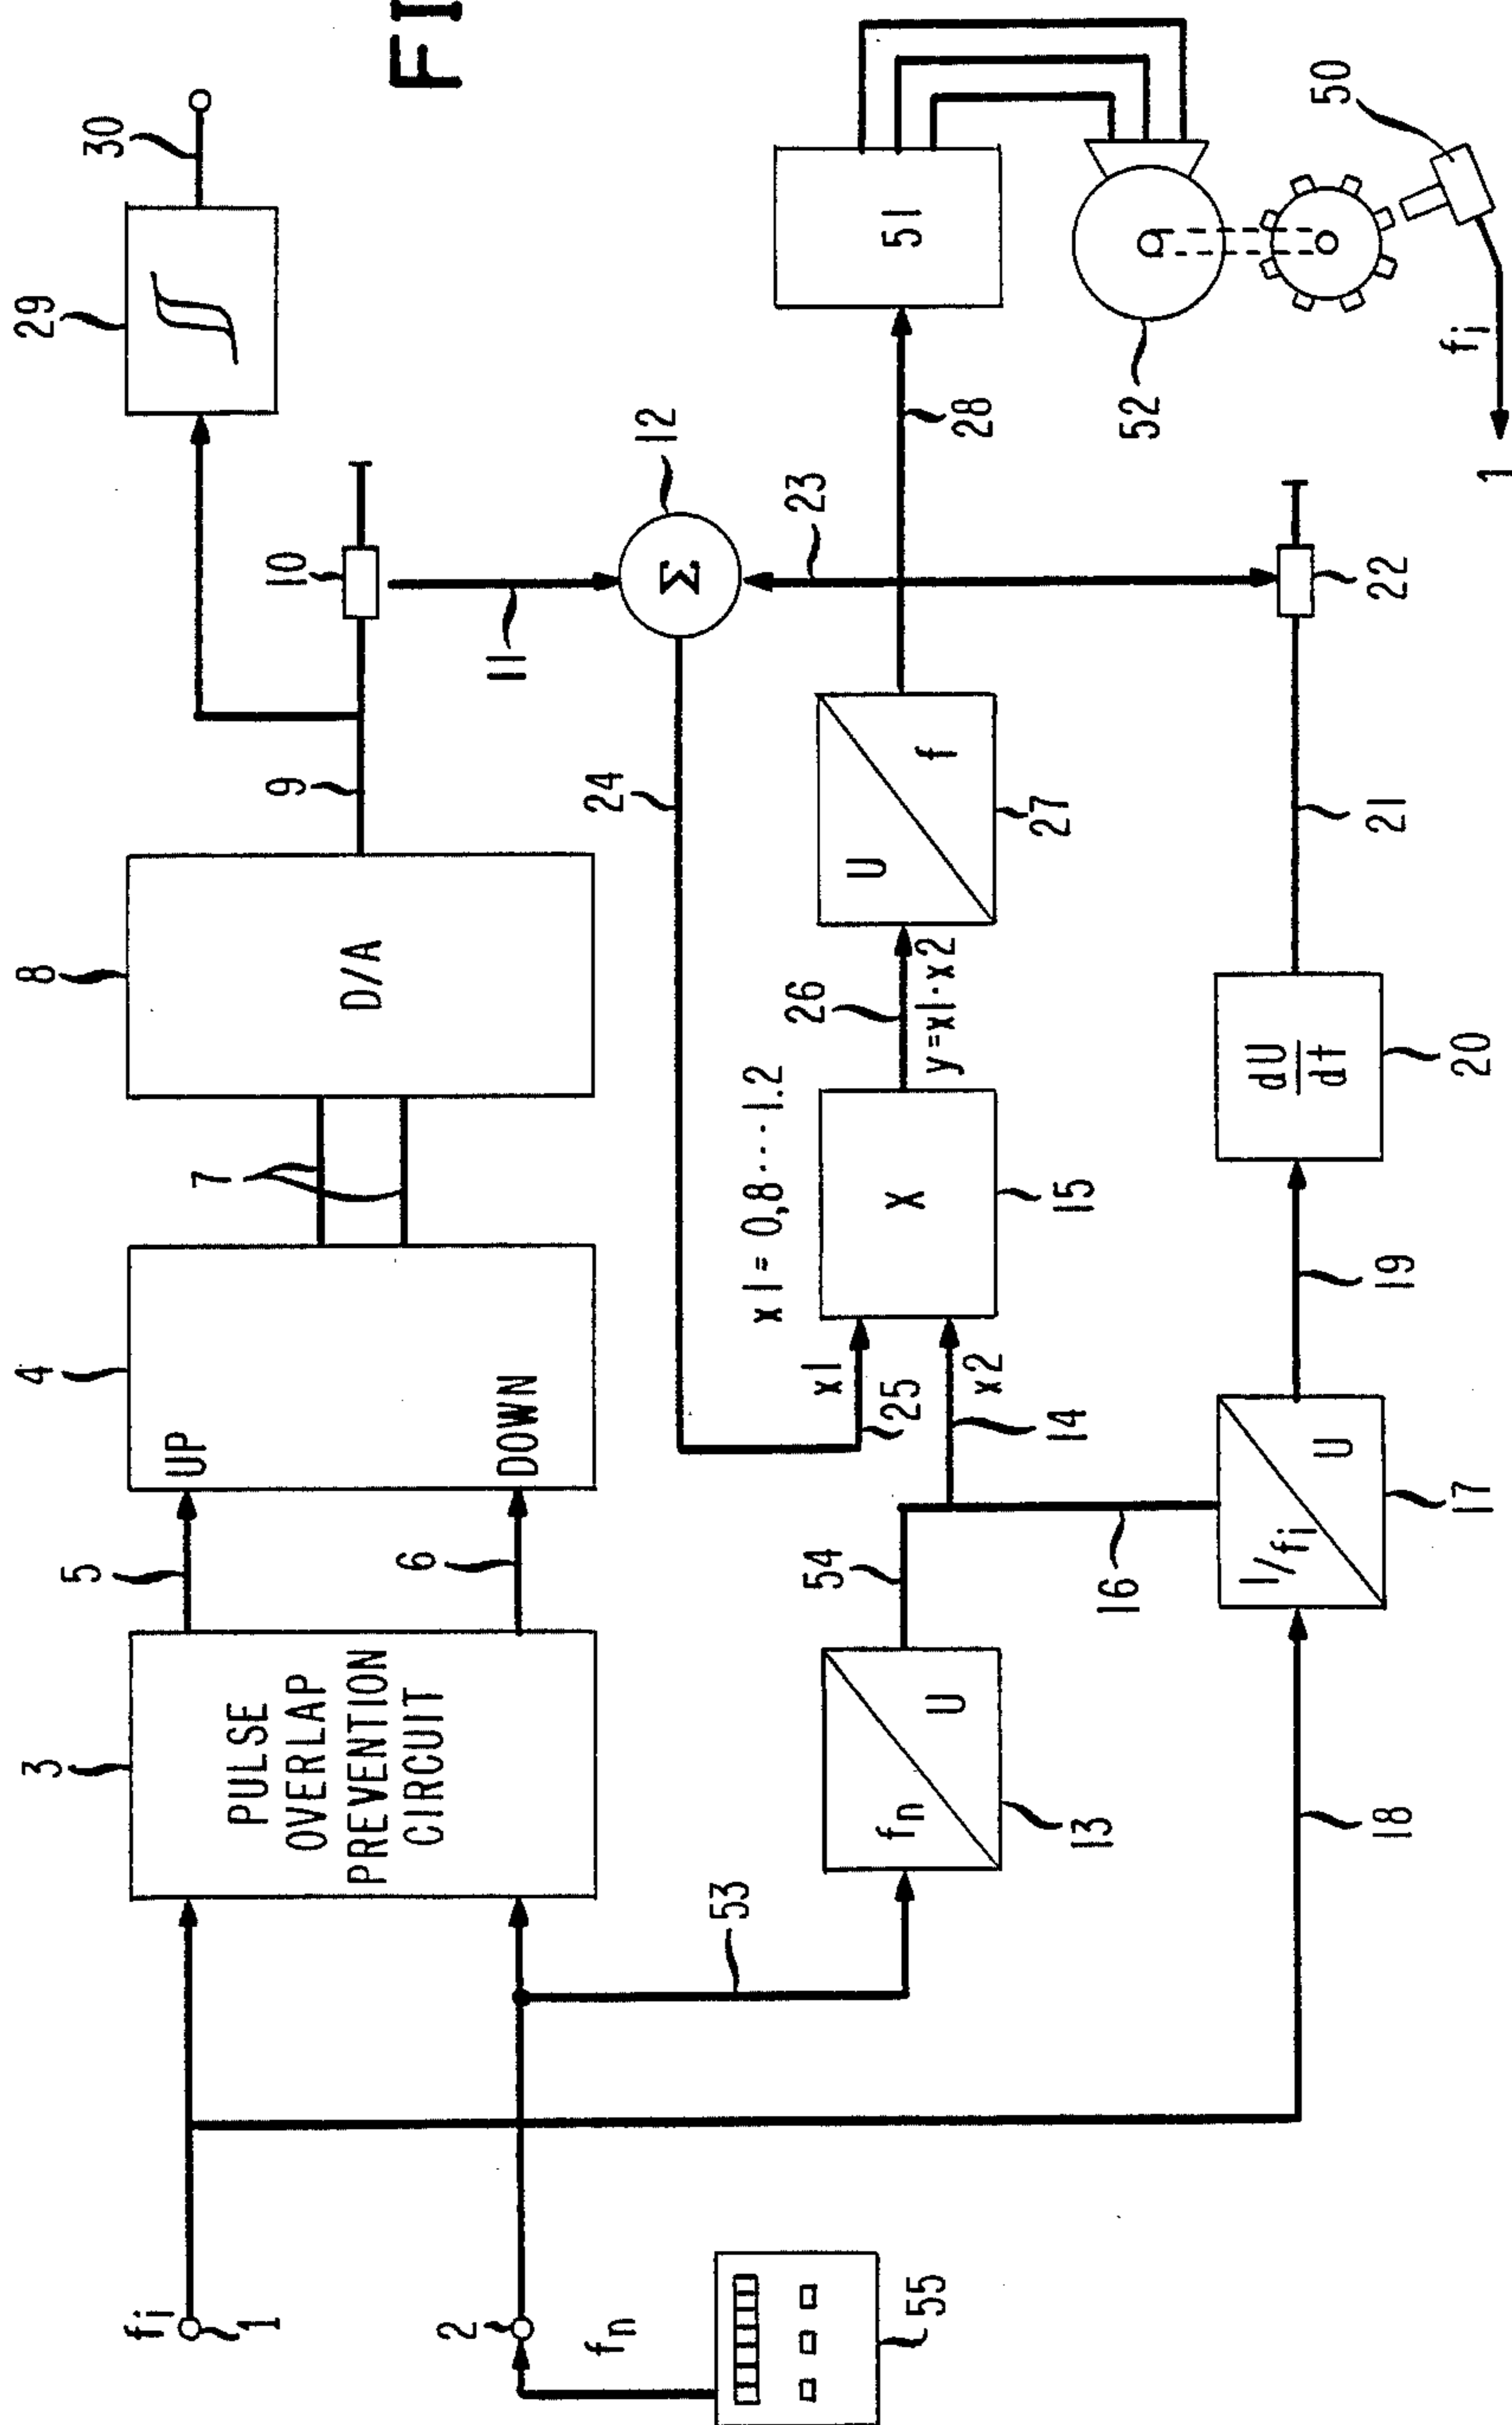 FI
29
30
8
D/A
9
10
4
UP
DOWN
7
3
PULSE
OVERLAP
PREVENTION
CIRCUIT
5
6
fi
1
2
fn
55
53
fn
U
13
54
24
11
12
Σ
23
x1
25
x2
14
x1 = 0,8···1.2
X
15
26
y=x1·x2
U
f
27
28
51
52
50
fi
1
18
16
1/fi
U
17
19
dU
dt
20
21
22